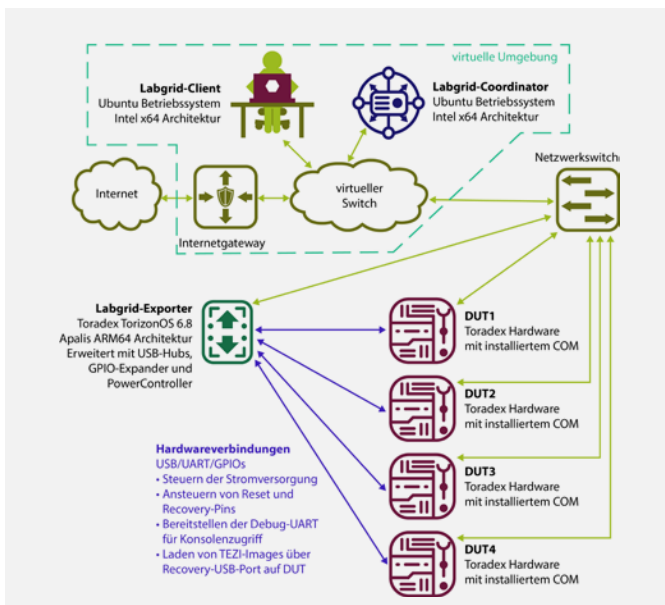 virtuelle Umgebung
Labgrid-Client
Ubuntu Betriebssystem
Intel x64 Architektur
Labgrid-Coordinator
Ubuntu Betriebssystem
Intel x64 Architektur
Netzwerkswitch
Internet
Internetgateway
virtueller
Switch
Labgrid-Exporter
Toradex TorizonOS 6.8
Apalis ARM64 Architektur
Erweitert mit USB-Hubs,
GPIO-Expander und
PowerController
DUT1
Toradex Hardware
mit installiertem COM
DUT2
Toradex Hardware
mit installiertem COM
DUT3
Toradex Hardware
mit installiertem COM
DUT4
Toradex Hardware
mit installiertem COM
Hardwareverbindungen
USB/UART/GPIOs
• Steuern der Stromversorgung
• Ansteuern von Reset und
Recovery-Pins
• Bereitstellen der Debug-UART
für Konsolenzugriff
• Laden von TEZI-Images über
Recovery-USB-Port auf DUT